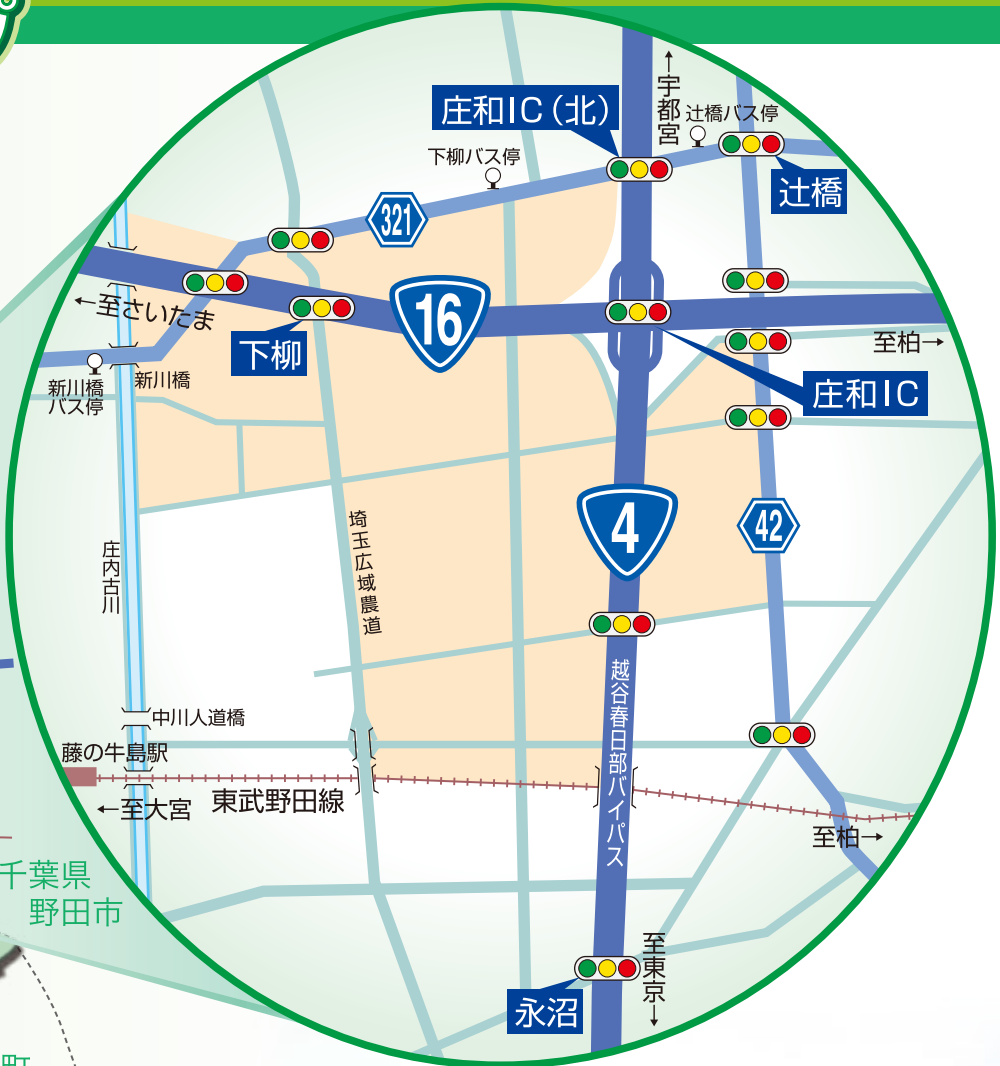 ↑宇都宮
庄和IC(北)
辻橋バス停
下柳バス停
辻橋
321
←至さいたま
16
下柳
至柏→
新川橋
バス停
新川橋
庄和IC
4
42
埼玉広域農道
庄内古川
越谷春日部バイパス
中川人道橋
藤の牛島駅
←至大宮
東武野田線
至柏→
千葉県
野田市
至東京→
永沼
町